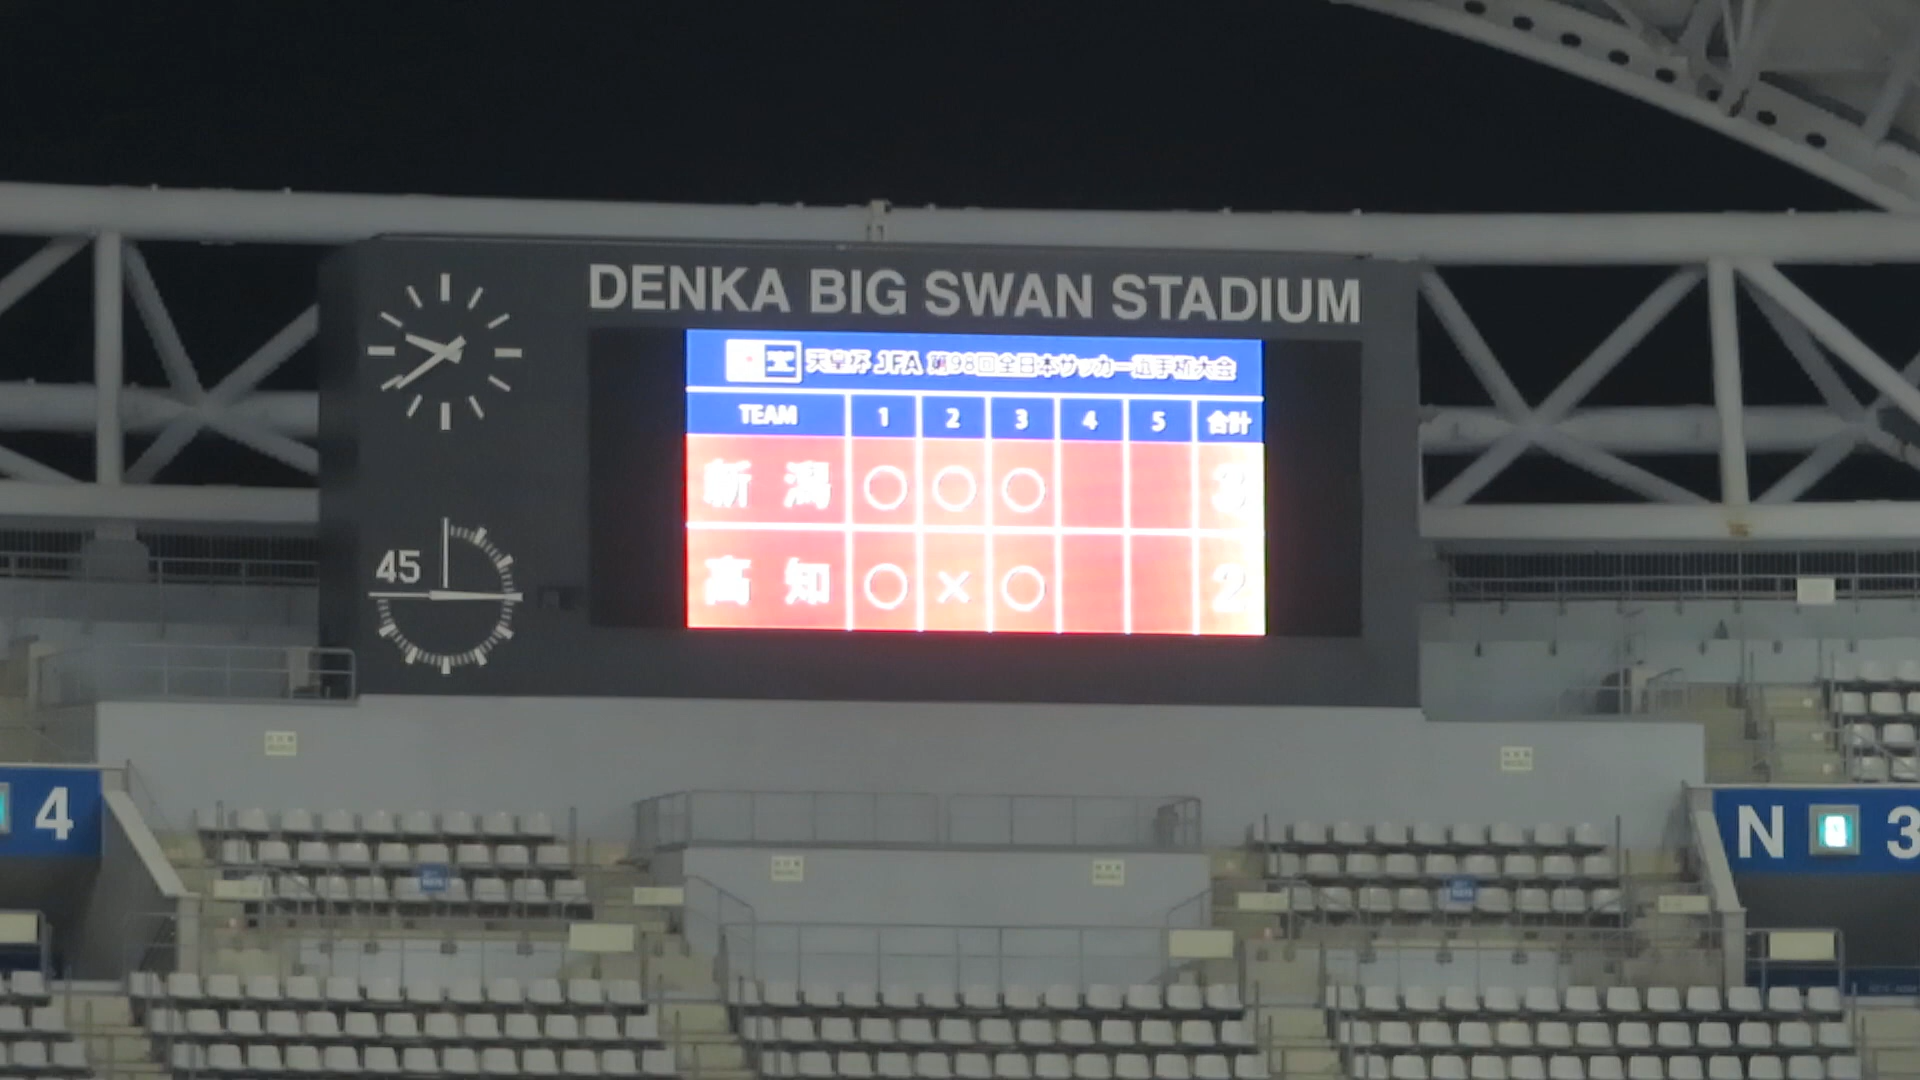 DENKA BIG SWAN STADIUM
天皇杯 JFA 第98回全日本サッカー選手権大会
TEAM 1 2 3 4 5 合計
新潟 ○ ○ ○ 3
高知 ○ × ○ 2
45
4
N 3